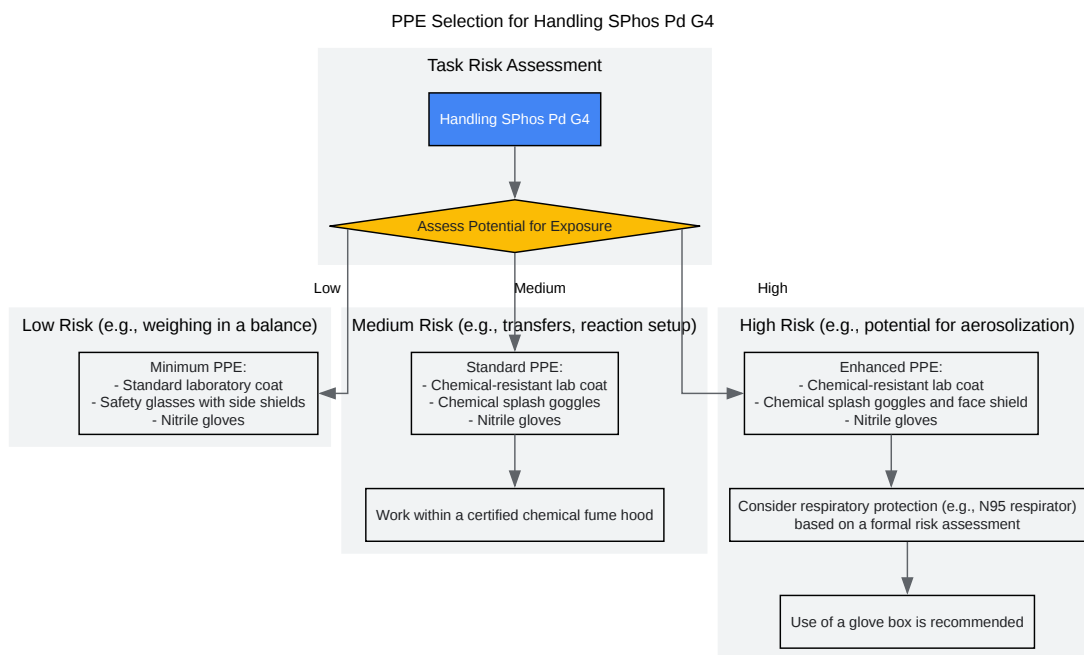 PPE Selection for Handling SPhos Pd G4
Task Risk Assessment
Handling SPhos Pd G4
Assess Potential for Exposure
Low
Medium
High
Low Risk (e.g., weighing in a balance)
Minimum PPE:
- Standard laboratory coat
- Safety glasses with side shields
- Nitrile gloves
Medium Risk (e.g., transfers, reaction setup)
Standard PPE:
- Chemical-resistant lab coat
- Chemical splash goggles
- Nitrile gloves
Work within a certified chemical fume hood
High Risk (e.g., potential for aerosolization)
Enhanced PPE:
- Chemical-resistant lab coat
- Chemical splash goggles and face shield
- Nitrile gloves
Consider respiratory protection (e.g., N95 respirator)
based on a formal risk assessment
Use of a glove box is recommended